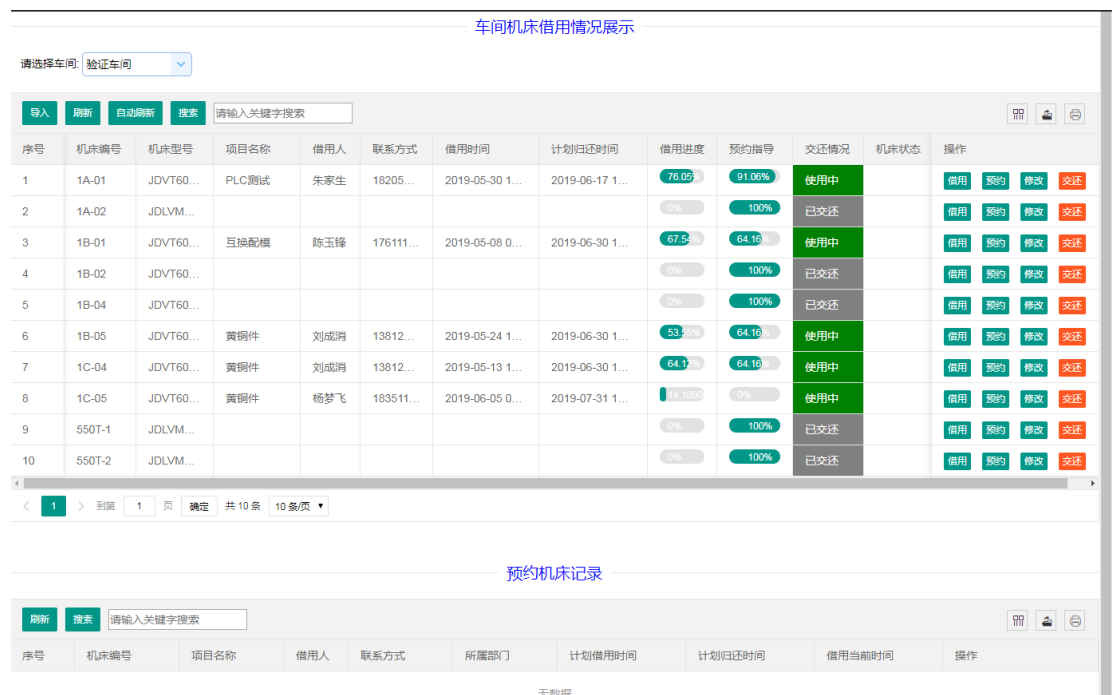 车间机床借用情况展示
请选择车间: 验证车间
导入 刷新 自动刷新 搜索 请输入关键字搜索
序号 机床编号 机床型号 项目名称 借用人 联系方式 借用时间 计划归还时间 借用进度 预约指导 交还情况 机床状态 操作
1 1A-01 JDVT60... PLC测试 朱家生 18205... 2019-05-30 1... 2019-06-17 1... 76.05% 91.06% 使用中 借用 预约 修改 交还
2 1A-02 JDLVM... 0% 100% 已交还 借用 预约 修改 交还
3 1B-01 JDVT60... 互换配模 陈玉锋 176111... 2019-05-08 0... 2019-06-30 1... 67.54% 64.16% 使用中 借用 预约 修改 交还
4 1B-02 JDVT60... 0% 100% 已交还 借用 预约 修改 交还
5 1B-04 JDVT60... 0% 100% 已交还 借用 预约 修改 交还
6 1B-05 JDVT60... 黄铜件 刘成消 13812... 2019-05-24 1... 2019-06-30 1... 64.16% 使用中 借用 预约 修改 交还
7 1C-04 JDVT60... 黄铜件 刘成消 13812... 2019-05-13 1... 2019-06-30 1... 64.16% 使用中 借用 预约 修改 交还
8 1C-05 JDVT60... 黄铜件 杨梦飞 183511... 2019-06-05 0... 2019-07-31 1... 14.1800 0% 使用中 借用 预约 修改 交还
9 550T-1 JDLVM... 0% 100% 已交还 借用 预约 修改 交还
10 550T-2 JDLVM... 0% 100% 已交还 借用 预约 修改 交还
1 到第 1 页 确定 共 10 条 10 条/页
预约机床记录
刷新 搜索 请输入关键字搜索
序号 机床编号 项目名称 借用人 联系方式 所属部门 计划借用时间 计划归还时间 借用当前时间 操作
无数据